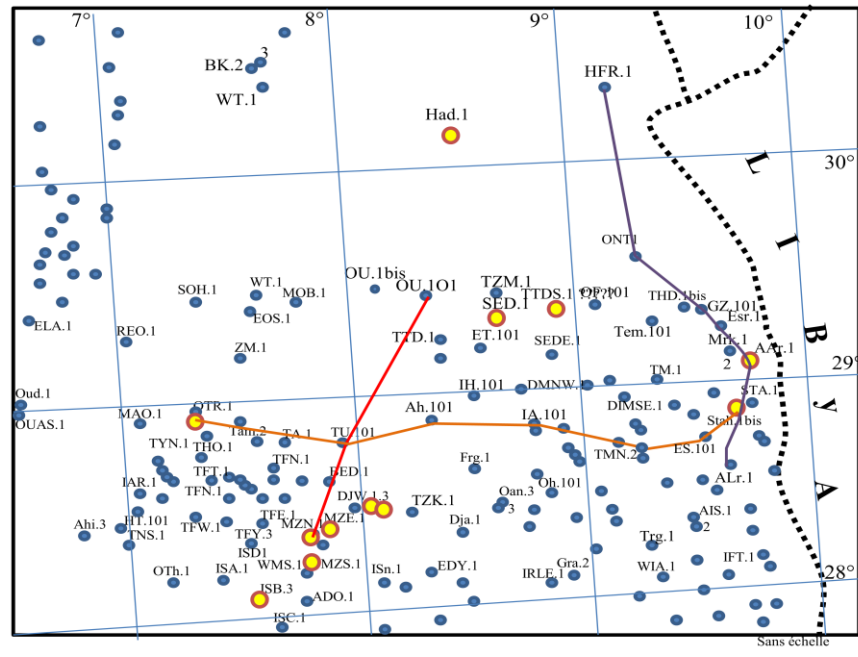 7°
8°
9°
10°
3
BK.2
HFR.1
WT.1
Had.1
L
30°
I
ONT1
OU.1bis
TZM.1
WT.1
OU.1O1
SOH.1
MOB.1
TTDS.1
THD.1bis
SED.1
GZ.101
EOS.1
Esr.1
ELA.1
Tem.101
B
REO.1
TTD.1
ET.101
SEDE.1
Mrk.1
ZM.1
2
AAr.1
29°
TM.1
IH.101
DMNW.1
y
Oud.1
STA.1
OTR.1
DIMSE.1
MAO.1
Ah.101
IA.101
OUAS.1
Tam.2
TU.101
TYN.1
THO.1
TA.1
TMN.2
ES.101
Frg.1
TFN.1
TFT.1
BED.1
ALr.1
A
IAR.1
TFN.1
DJW.1.3
TZK.1
Oan.3
Oh.101
3
HT.101
TFE.1
MZE.1
AIS.1
Ahi.3
TFW.1
MZN.1
Dja.1
2
TNS.1
TFY.3
ISD1
Trg.1
IFT.1
OTh.1
ISA.1
WMS.1
MZS.1
ISn.1
EDY.1
IRLE.1
Gra.2
WIA.1
28°
ISB.3
ADO.1
ISC.1
Sans échelle